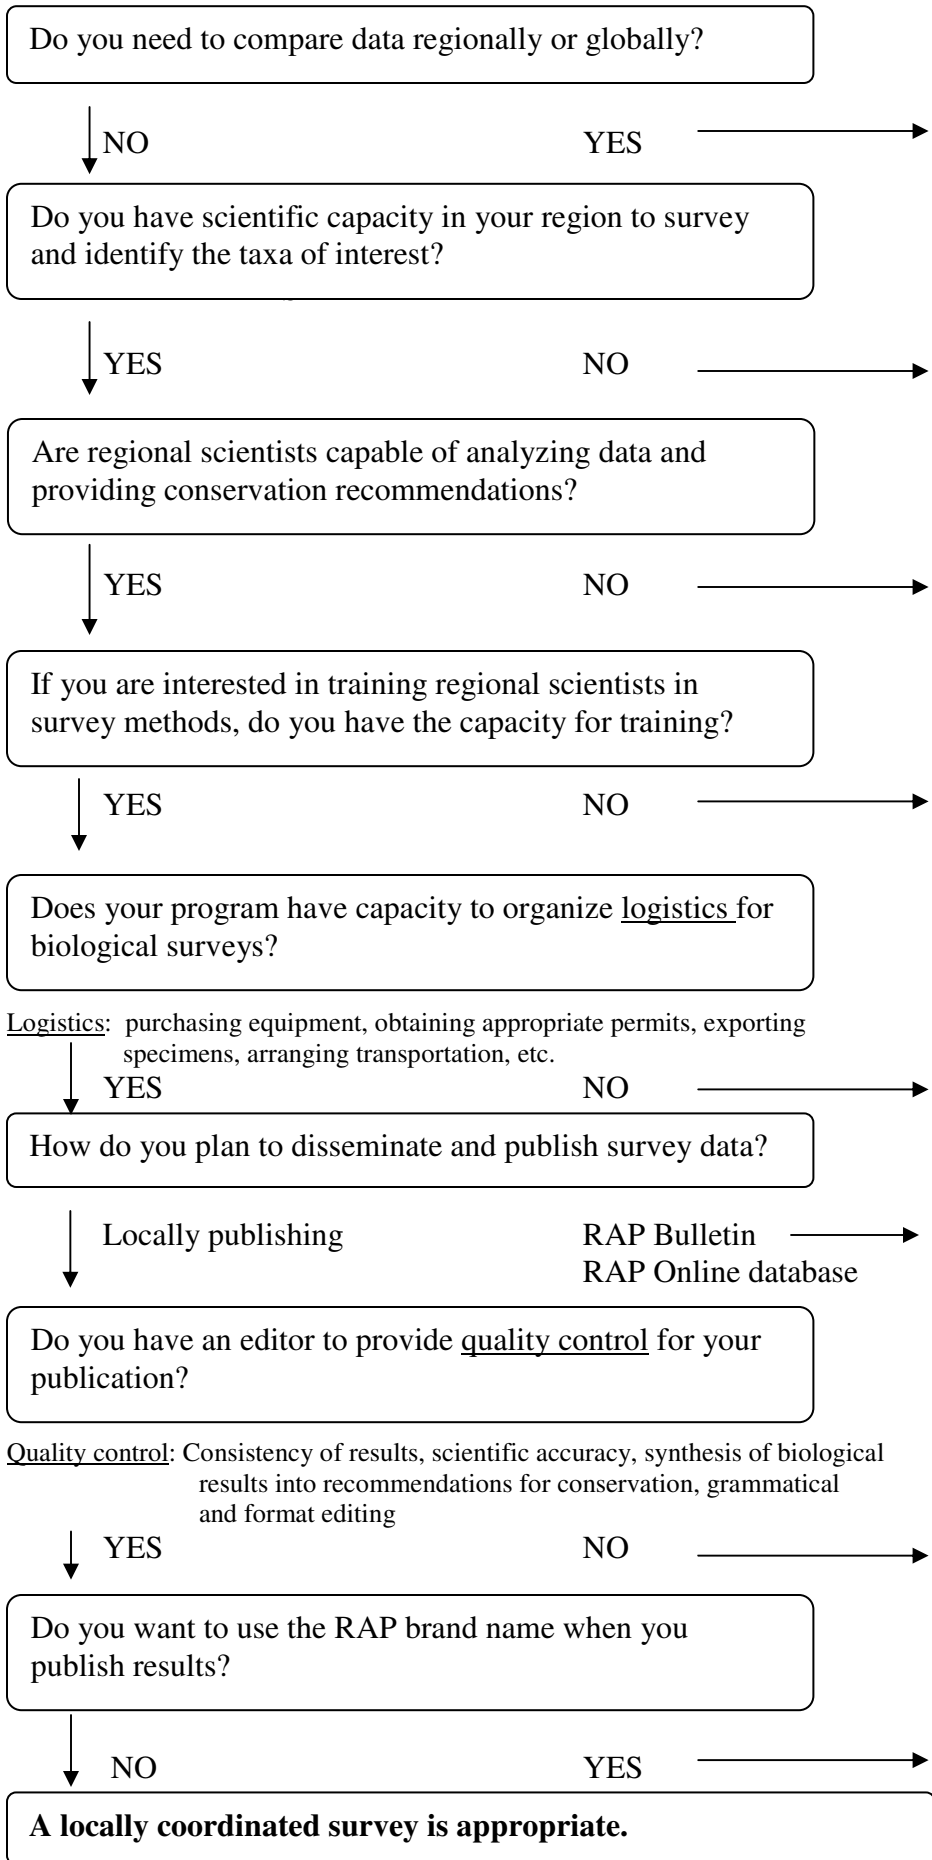 Do you need to compare data regionally or globally?
NO YES
Do you have scientific capacity in your region to survey
and identify the taxa of interest?
YES NO
Are regional scientists capable of analyzing data and
providing conservation recommendations?
YES NO
If you are interested in training regional scientists in
survey methods, do you have the capacity for training?
YES NO
Does your program have capacity to organize logistics for
biological surveys?
Logistics: purchasing equipment, obtaining appropriate permits, exporting
specimens, arranging transportation, etc.
YES NO
How do you plan to disseminate and publish survey data?
Locally publishing RAP Bulletin
RAP Online database
Do you have an editor to provide quality control for your
publication?
Quality control: Consistency of results, scientific accuracy, synthesis of biological
results into recommendations for conservation, grammatical
and format editing
YES NO
Do you want to use the RAP brand name when you
publish results?
NO YES
A locally coordinated survey is appropriate.